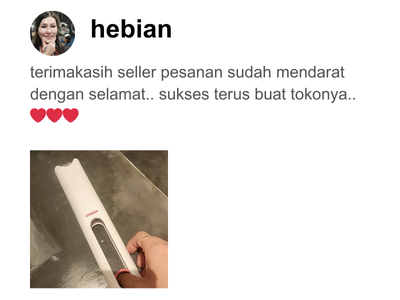 hebian
terimakasih seller pesanan sudah mendarat
dengan selamat.. sukses terus buat tokonya..
❤️❤️❤️